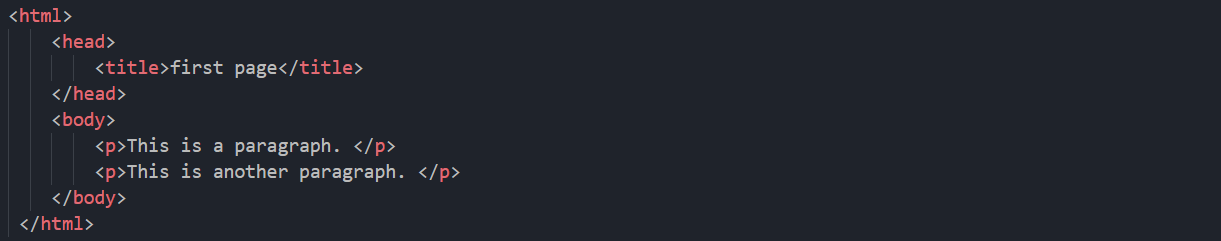 <html>
<head>
<title>first page</title>
</head>
<body>
<p>This is a paragraph. </p>
<p>This is another paragraph. </p>
</body>
</html>